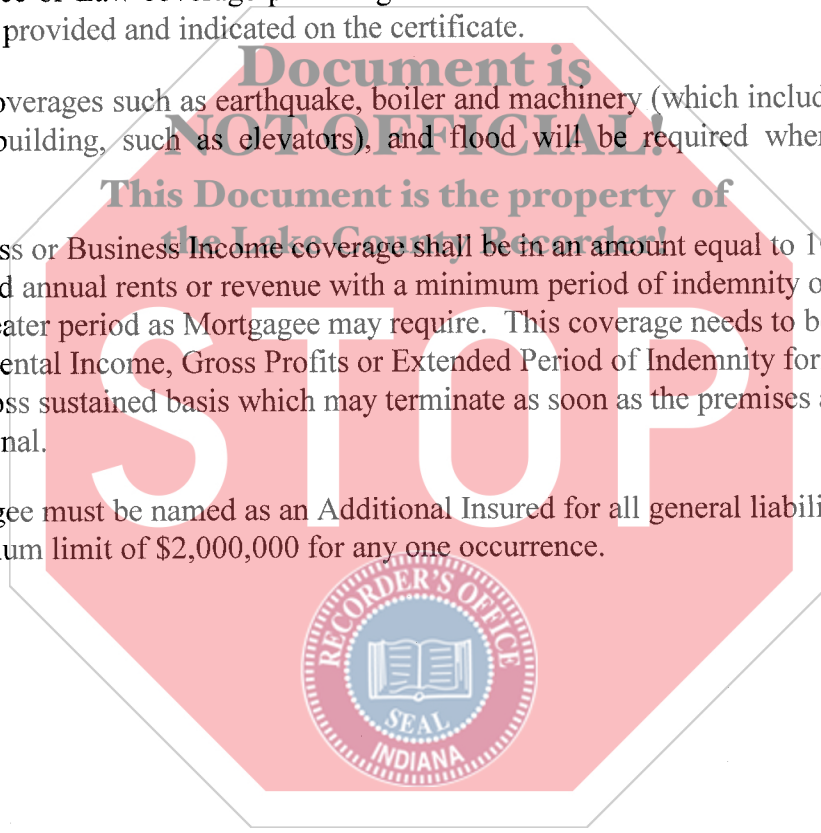 provided and indicated on the certificate.
Document is
overages such as earthquake, boiler and machinery (which includ
building, such as elevators), and flood will be required wher
NOT OFFICIAL!
This Document is the property of
the Lake County Recorder!
ss or Business Income coverage shall be in an amount equal to 1
d annual rents or revenue with a minimum period of indemnity o
eater period as Mortgagee may require. This coverage needs to b
ental Income, Gross Profits or Extended Period of Indemnity for
oss sustained basis which may terminate as soon as the premises a
nal.
STOP
gee must be named as an Additional Insured for all general liabili
um limit of $2,000,000 for any one occurrence.
RECORDER'S OFFICE
SEAL
INDIANA